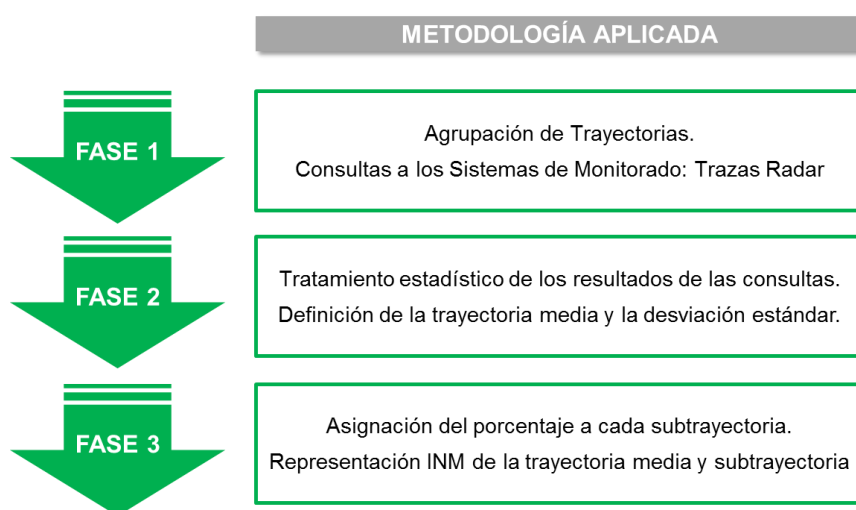 METODOLOGÍA APLICADA
FASE 1
Agrupación de Trayectorias.
Consultas a los Sistemas de Monitorado: Trazas Radar
FASE 2
Tratamiento estadístico de los resultados de las consultas.
Definición de la trayectoria media y la desviación estándar.
FASE 3
Asignación del porcentaje a cada subtrayectoria.
Representación INM de la trayectoria media y subtrayectoria